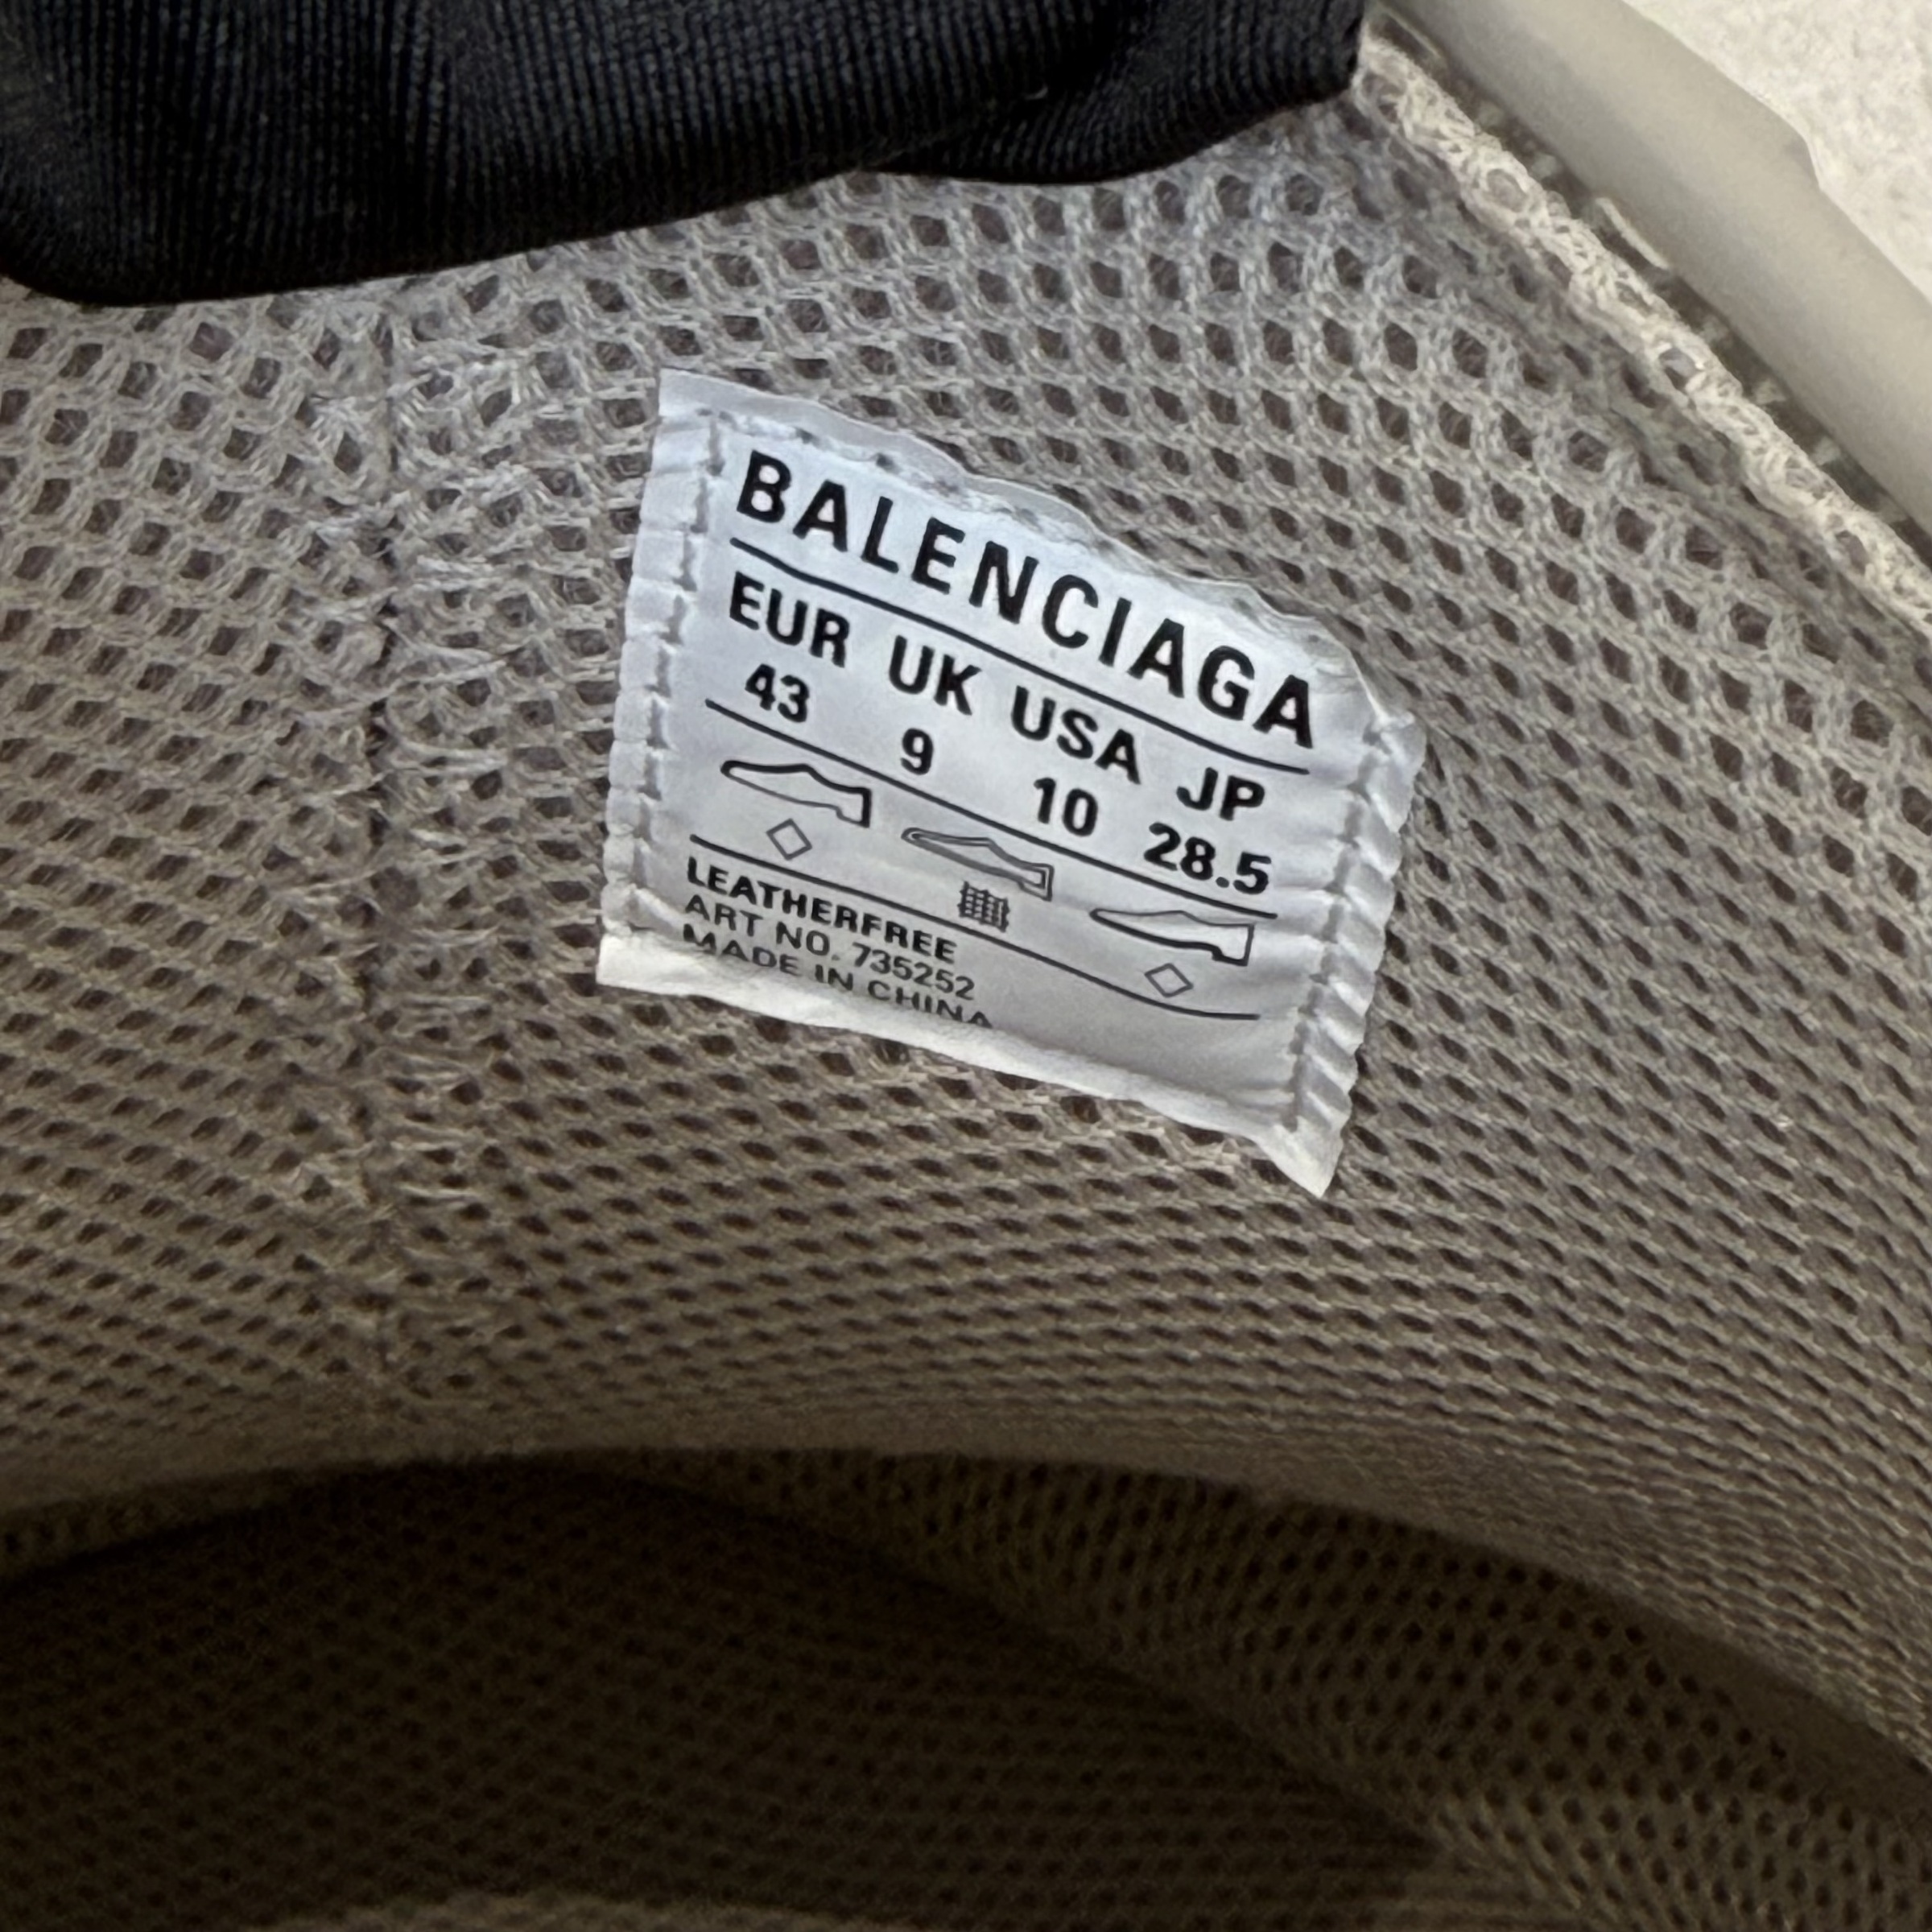 BALENCIAGA
EUR UK USA JP
43 9 10 28.5
LEATHERFREE
ART NO. 735252
MADE IN CHINA